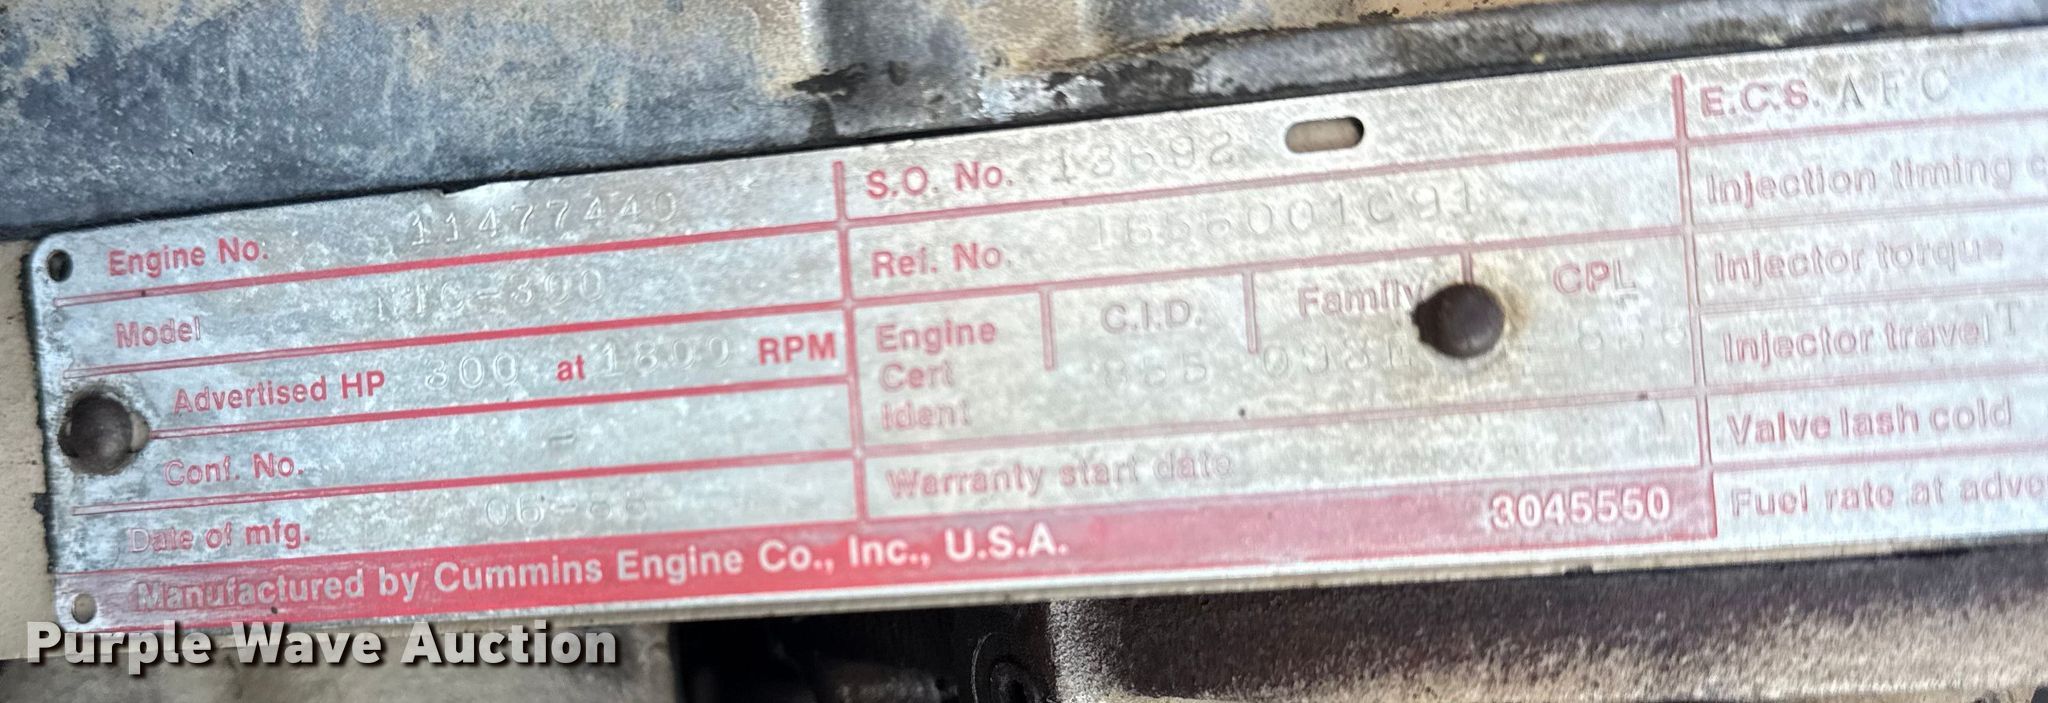 Engine No. 11477440
Model NTC-300
Advertised HP 300 at 1800 RPM
Conf. No. -
Date of mfg.
Manufactured by Cummins Engine Co., Inc., U.S.A.
S.O. No. 13692
Ref. No.
Engine Cert Ident
C.I.D. 855
Family
CPL
Warranty start date
3045550
E.C.S. AFC
Injection timing
Injector torque
Injector travel
Valve lash cold
Fuel rate at
Purple Wave Auction